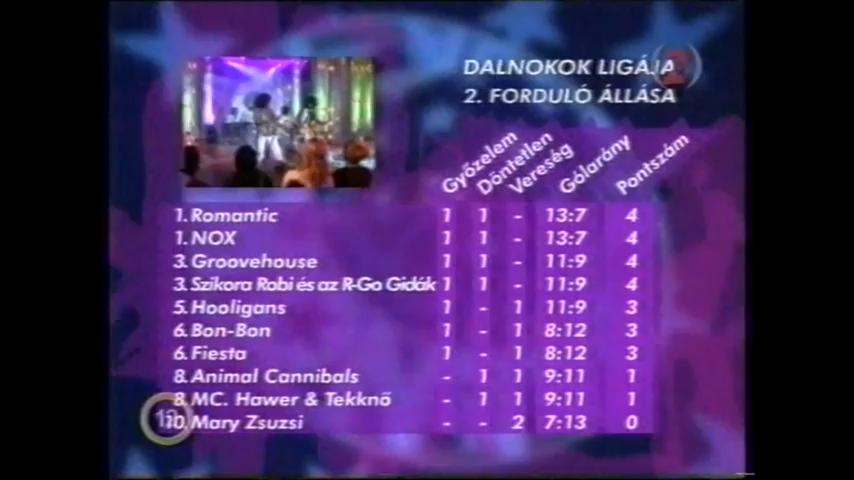 DALNOKOK LIGÁJA
2. FORDULÓ ÁLLÁSA
Győzelem Döntetlen Vereség Gólarány Pontszám
1. Romantic 1 1 - 13:7 4
1. NOX 1 1 - 13:7 4
3. Groovehouse 1 1 - 11:9 4
3. Szikora Robi és az R-Go Gidák 1 1 - 11:9 4
5. Hooligans 1 - 1 11:9 3
6. Bon-Bon 1 - 1 8:12 3
6. Fiesta 1 - 1 8:12 3
8. Animal Cannibals - 1 1 9:11 1
8. MC. Hawer & Tekknő - 1 1 9:11 1
10. Mary Zsuzsi - - 2 7:13 0